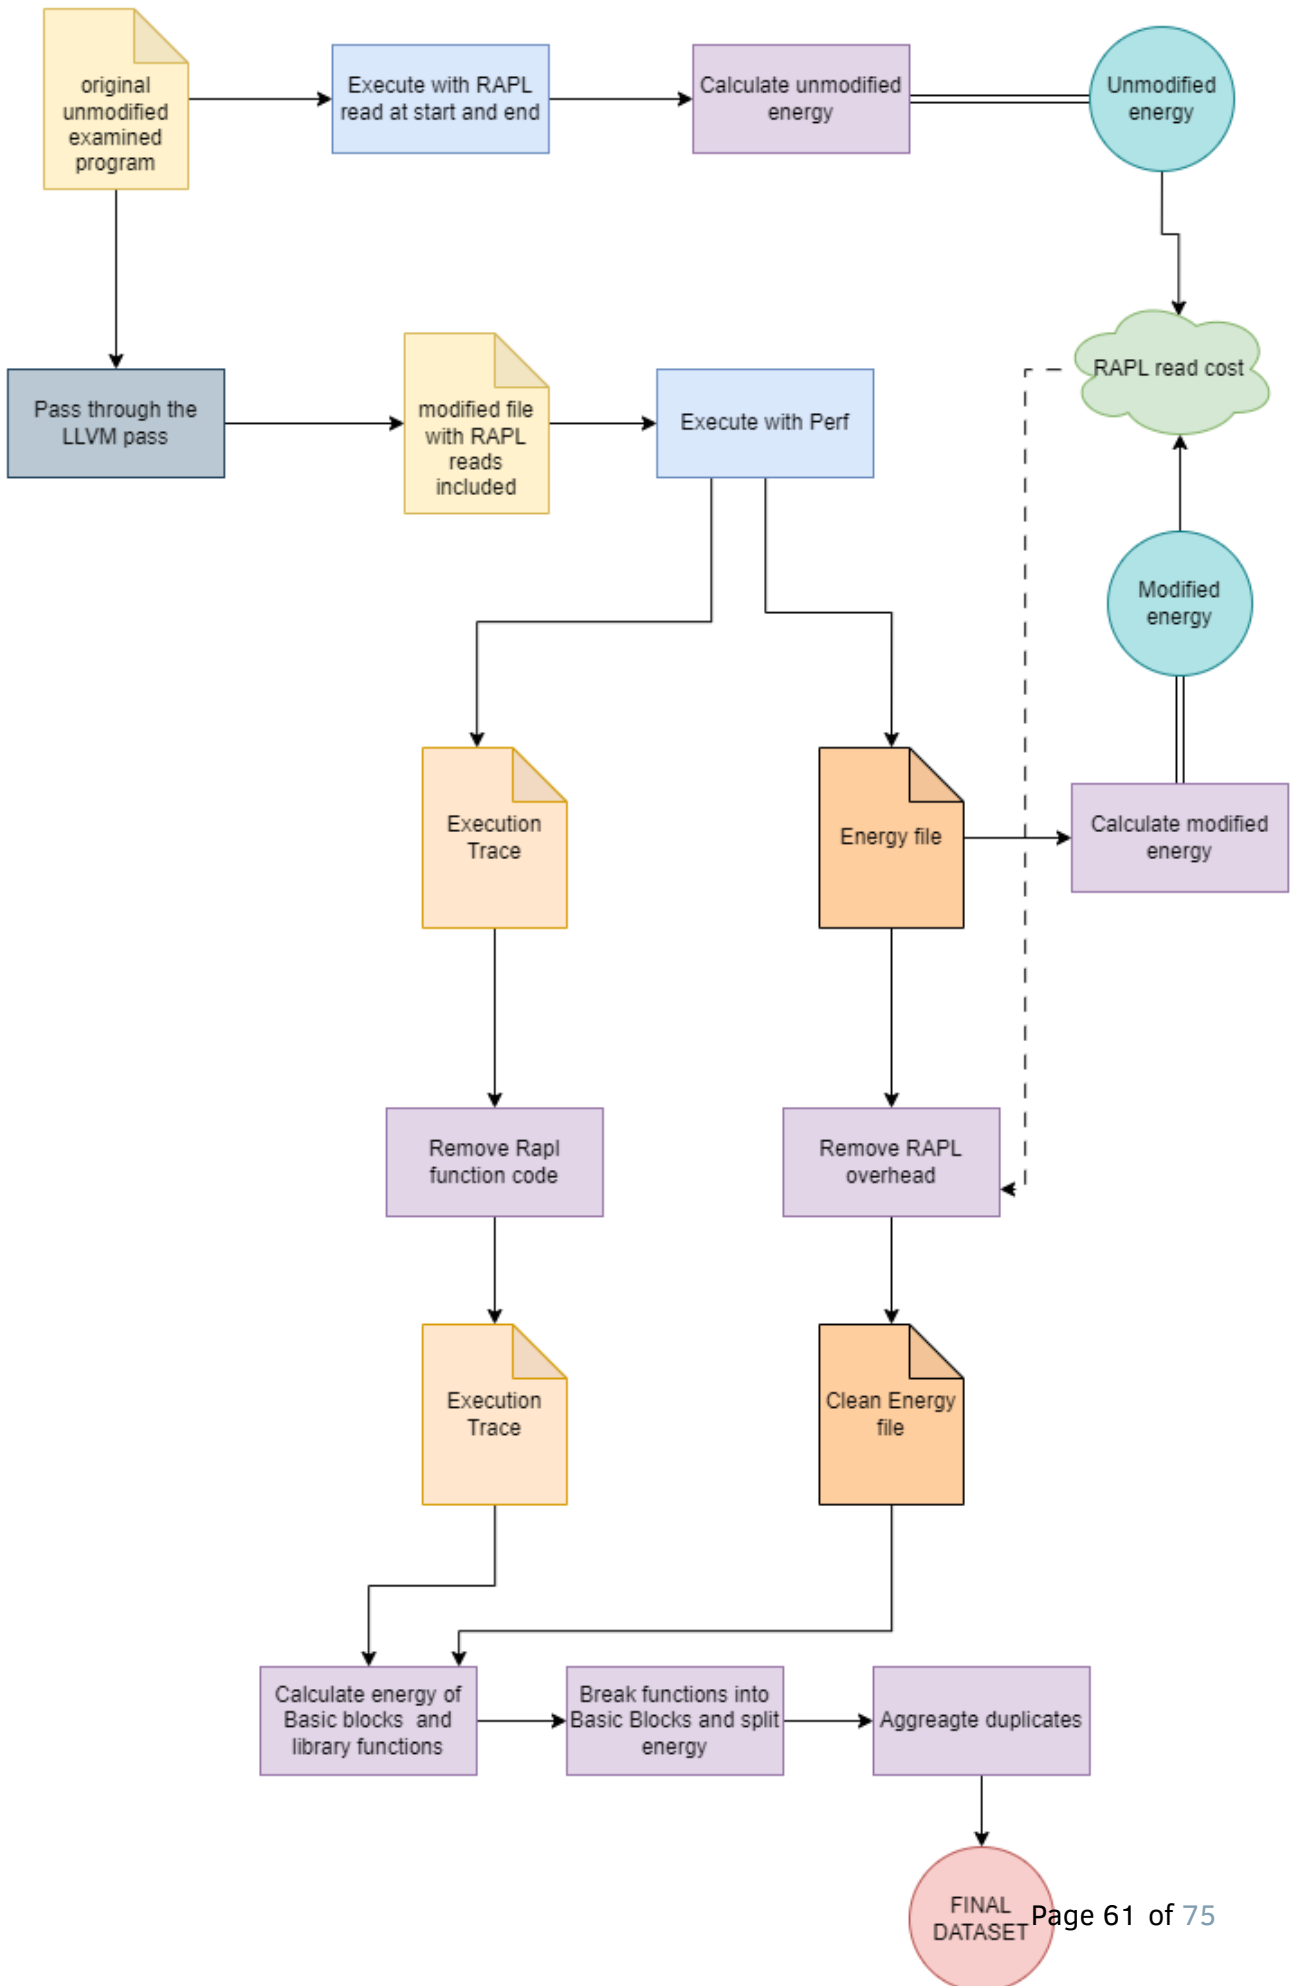 original
unmodified
examined
program
Execute with RAPL
read at start and end
Calculate unmodified
energy
Unmodified
energy
RAPL read cost
Pass through the
LLVM pass
modified file
with RAPL
reads
included
Execute with Perf
Modified
energy
Execution
Trace
Energy file
Calculate modified
energy
Remove Rapl
function code
Remove RAPL
overhead
Execution
Trace
Clean Energy
file
Calculate energy of
Basic blocks and
library functions
Break functions into
Basic Blocks and split
energy
Aggreagte duplicates
FINAL
DATASET
Page 61 of 75